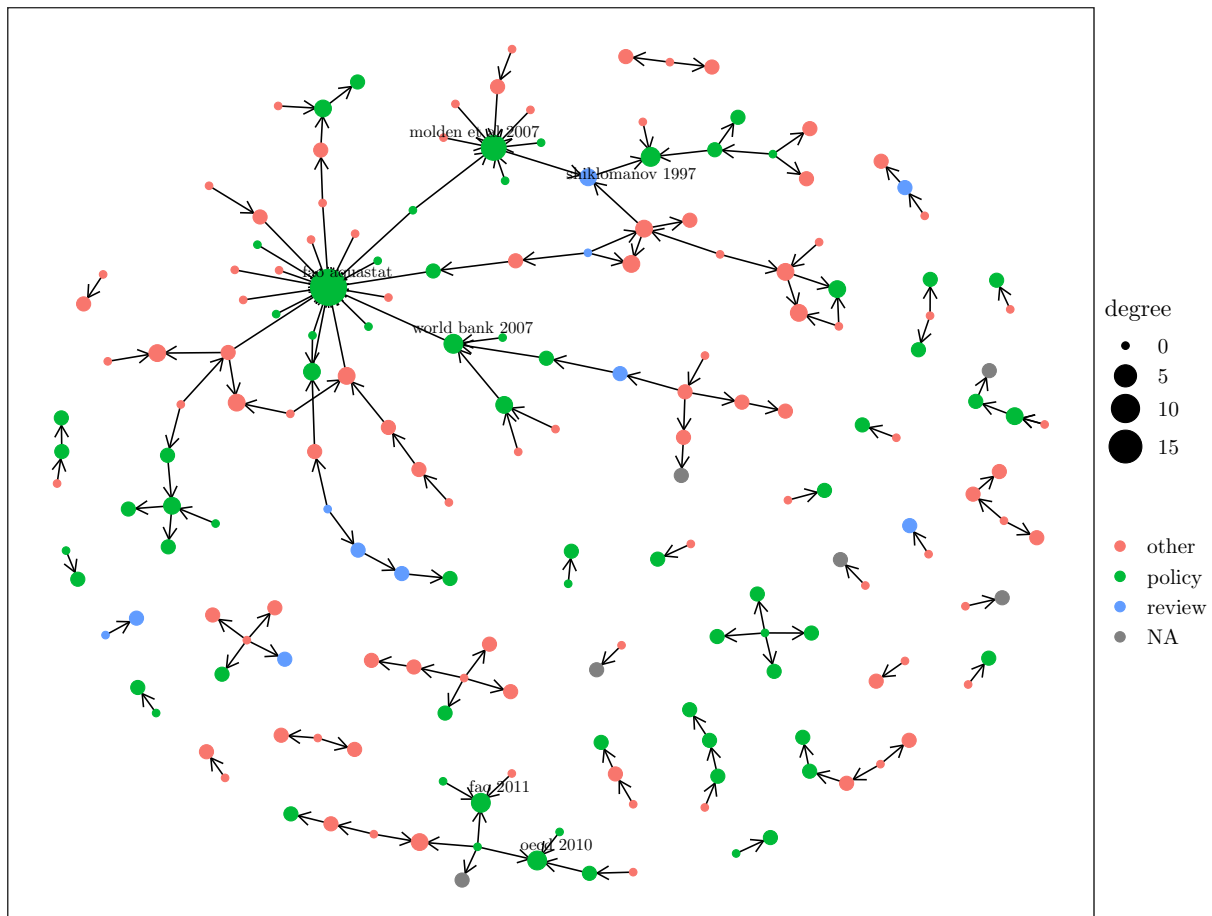 molden et al 2007
shiklomanov 1997
fao aquastat
world bank 2007
fao 2011
oecd 2010
degree
0
5
10
15
other
policy
review
NA